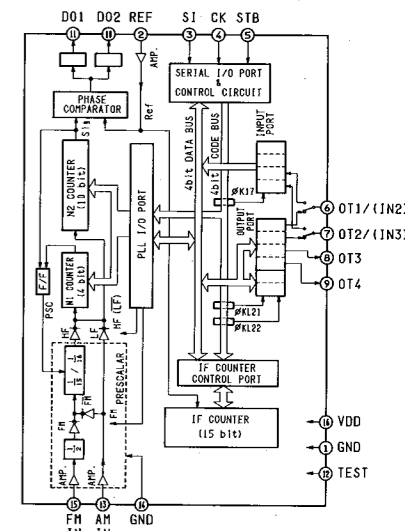 DO1 DO2 REF SI CK STB
11 10 2 3 4 5
AMP.
SERIAL I/O PORT
&
CONTROL CIRCUIT
PHASE
COMPARATOR
Sin
Ref
4bit DATA BUS
4bit CODE BUS
INPUT
PORT
N2 COUNTER
(10 bit)
PLL I/O PORT
øK17
6 OT1/(IN2)
7 OT2/(IN3)
8 OT3
9 OT4
OUTPUT
PORT
F/F
N1 COUNTER
(4 bit)
PSC
HF
LF
HF (LF)
øKL21
øKL22
1/15 / 1/16
PRESCALAR
FM
FM
FM
1/2
AMP.
AMP.
IF COUNTER
CONTROL PORT
IF COUNTER
(15 bit)
16 VDD
1 GND
12 TEST
15 13 14
FM AM GND
IN IN